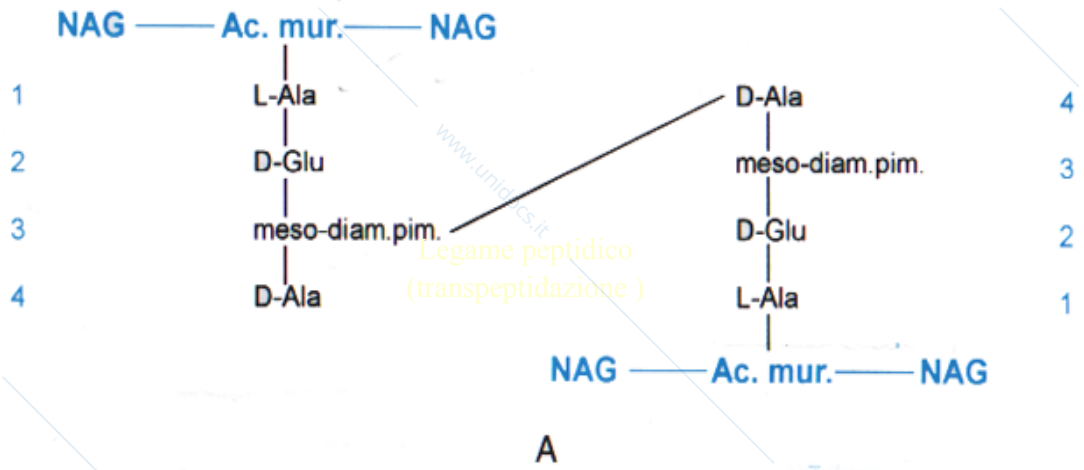 NAG Ac. mur. NAG
1 L-Ala D-Ala 4
2 D-Glu meso-diam.pim. 3
3 meso-diam.pim. D-Glu 2
Legame peptidico
(transpeptidazione )
4 D-Ala L-Ala 1
NAG Ac. mur. NAG
A
www.unidocs.it